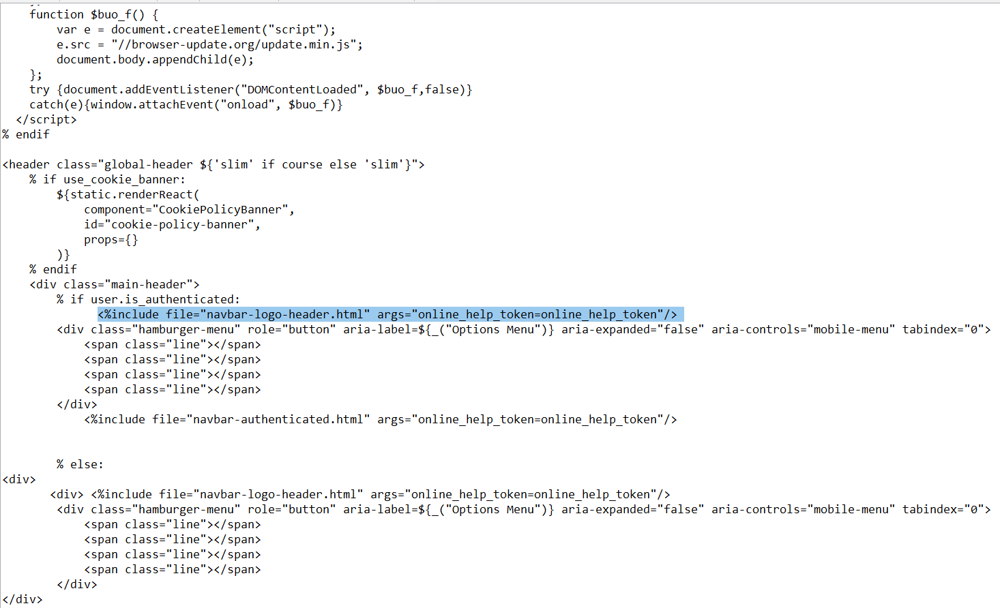 function $buo_f() {
var e = document.createElement("script");
e.src = "//browser-update.org/update.min.js";
document.body.appendChild(e);
};
try {document.addEventListener("DOMContentLoaded", $buo_f,false)}
catch(e){window.attachEvent("onload", $buo_f)}
</script>
% endif
<header class="global-header ${'slim' if course else 'slim'}">
% if use_cookie_banner:
${static.renderReact(
component="CookiePolicyBanner",
id="cookie-policy-banner",
props={}
)}
% endif
<div class="main-header">
% if user.is_authenticated:
<%include file="navbar-logo-header.html" args="online_help_token=online_help_token"/>
<div class="hamburger-menu" role="button" aria-label=${_("Options Menu")} aria-expanded="false" aria-controls="mobile-menu" tabindex="0">
<span class="line"></span>
<span class="line"></span>
<span class="line"></span>
<span class="line"></span>
</div>
<%include file="navbar-authenticated.html" args="online_help_token=online_help_token"/>
% else:
<div>
<div> <%include file="navbar-logo-header.html" args="online_help_token=online_help_token"/>
<div class="hamburger-menu" role="button" aria-label=${_("Options Menu")} aria-expanded="false" aria-controls="mobile-menu" tabindex="0">
<span class="line"></span>
<span class="line"></span>
<span class="line"></span>
<span class="line"></span>
</div>
</div>